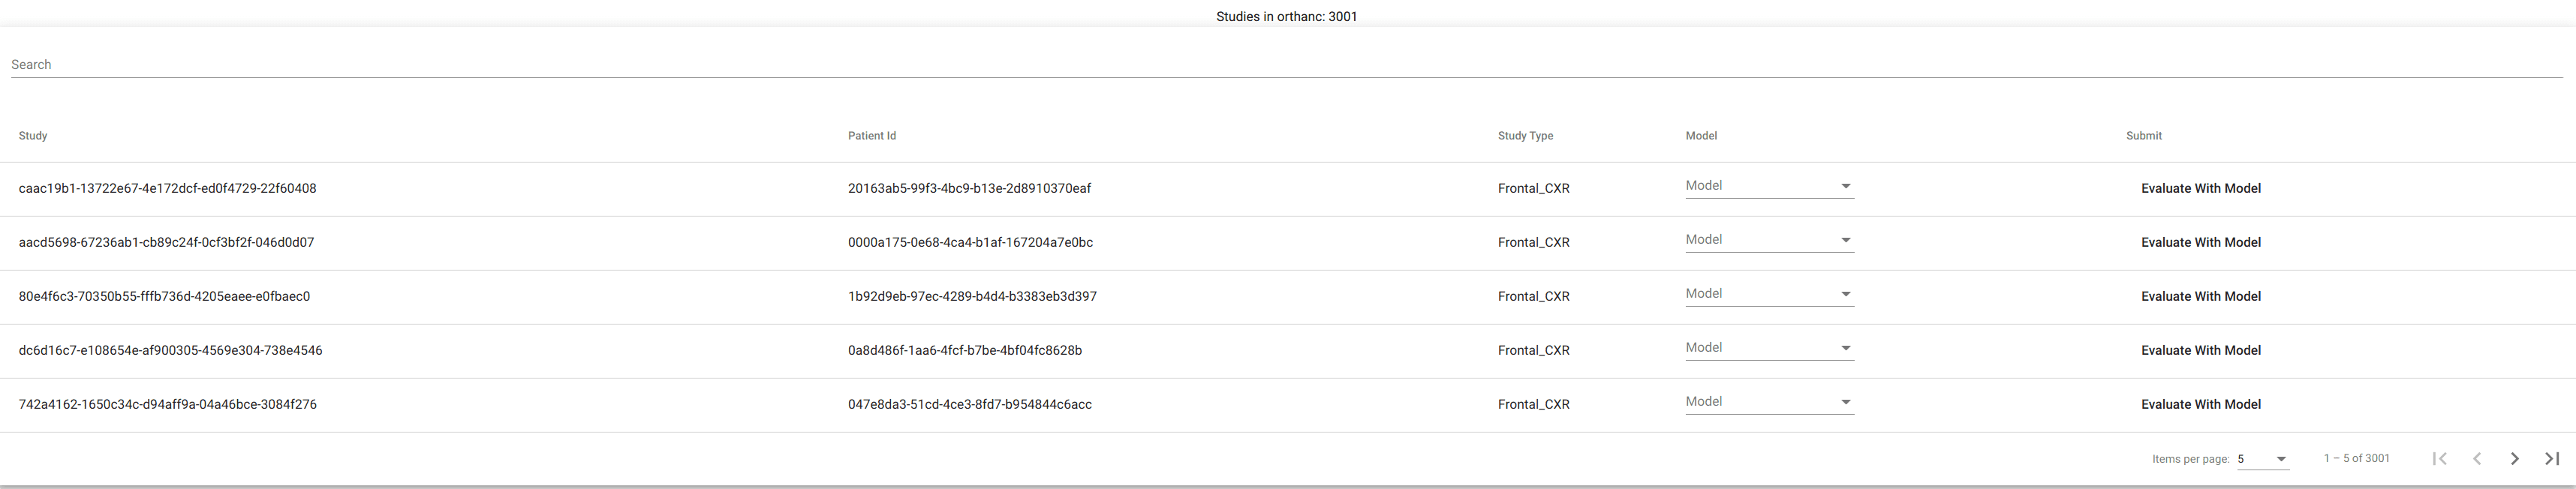 Studies in orthanc: 3001
Search
Study Patient Id Study Type Model Submit
caac19b1-13722e67-4e172dcf-ed0f4729-22f60408 20163ab5-99f3-4bc9-b13e-2d8910370eaf Frontal_CXR Model Evaluate With Model
aacd5698-67236ab1-cb89c24f-0cf3bf2f-046d0d07 0000a175-0e68-4ca4-b1af-167204a7e0bc Frontal_CXR Model Evaluate With Model
80e4f6c3-70350b55-fffb736d-4205eaee-e0fbaec0 1b92d9eb-97ec-4289-b4d4-b3383eb3d397 Frontal_CXR Model Evaluate With Model
dc6d16c7-e108654e-af900305-4569e304-738e4546 0a8d486f-1aa6-4fcf-b7be-4bf04fc8628b Frontal_CXR Model Evaluate With Model
742a4162-1650c34c-d94aff9a-04a46bce-3084f276 047e8da3-51cd-4ce3-8fd7-b954844c6acc Frontal_CXR Model Evaluate With Model
Items per page: 5 1 – 5 of 3001